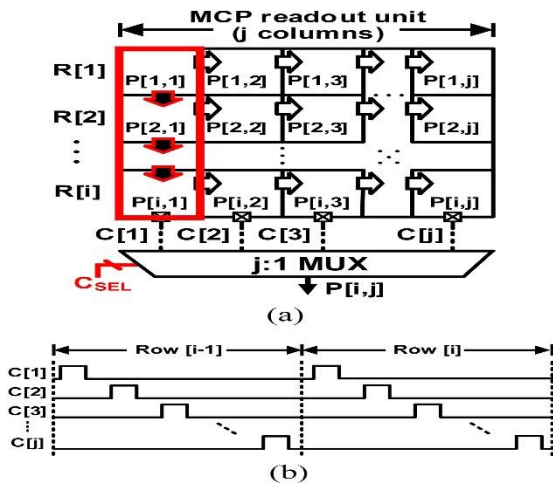 MCP readout unit
(j columns)
R[1] P[1,1] P[1,2] P[1,3] P[1,j]
R[2] P[2,1] P[2,2] P[2,3] P[2,j]
R[i] P[i,1] P[i,2] P[i,3] P[i,j]
C[1] C[2] C[3] C[j]
j:1 MUX
CSEL
P[i,j]
(a)
Row [i-1] Row [i]
C[1]
C[2]
C[3]
C[j]
(b)